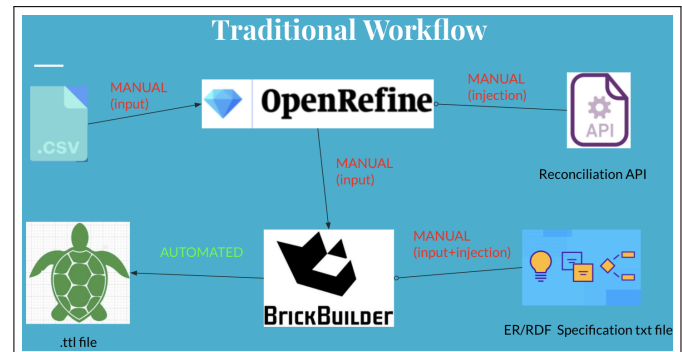 Traditional Workflow
MANUAL
(input)
MANUAL
(injection)
.CSV
OpenRefine
API
Reconciliation API
MANUAL
(input)
AUTOMATED
MANUAL
(input+injection)
BRICKBUILDER
.ttl file
ER/RDF Specification txt file